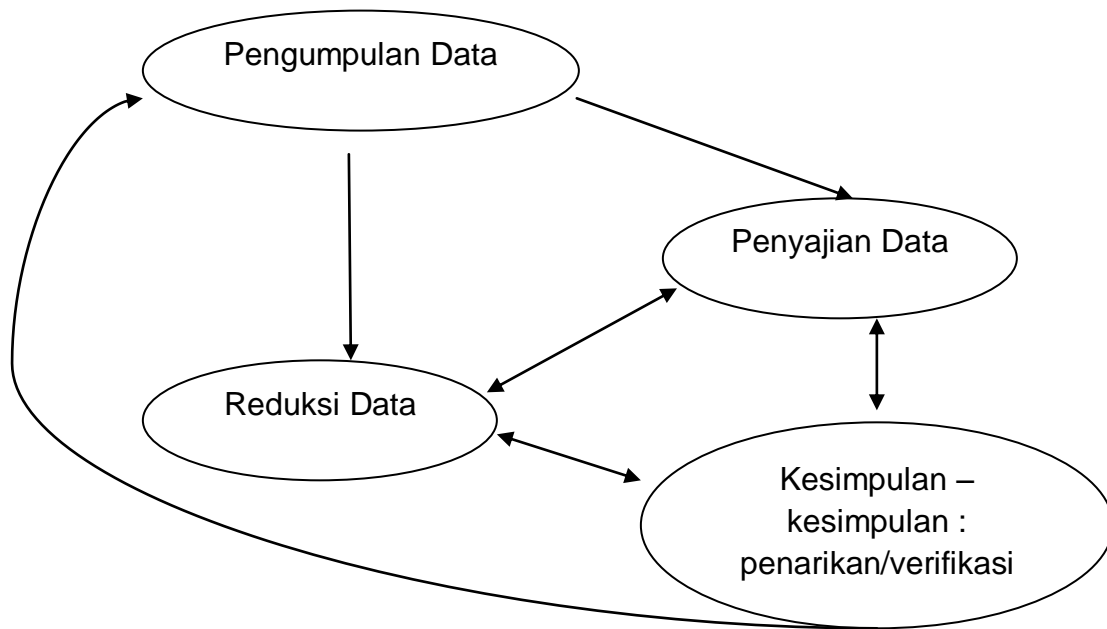 Pengumpulan Data
Penyajian Data
Reduksi Data
Kesimpulan –
kesimpulan :
penarikan/verifikasi